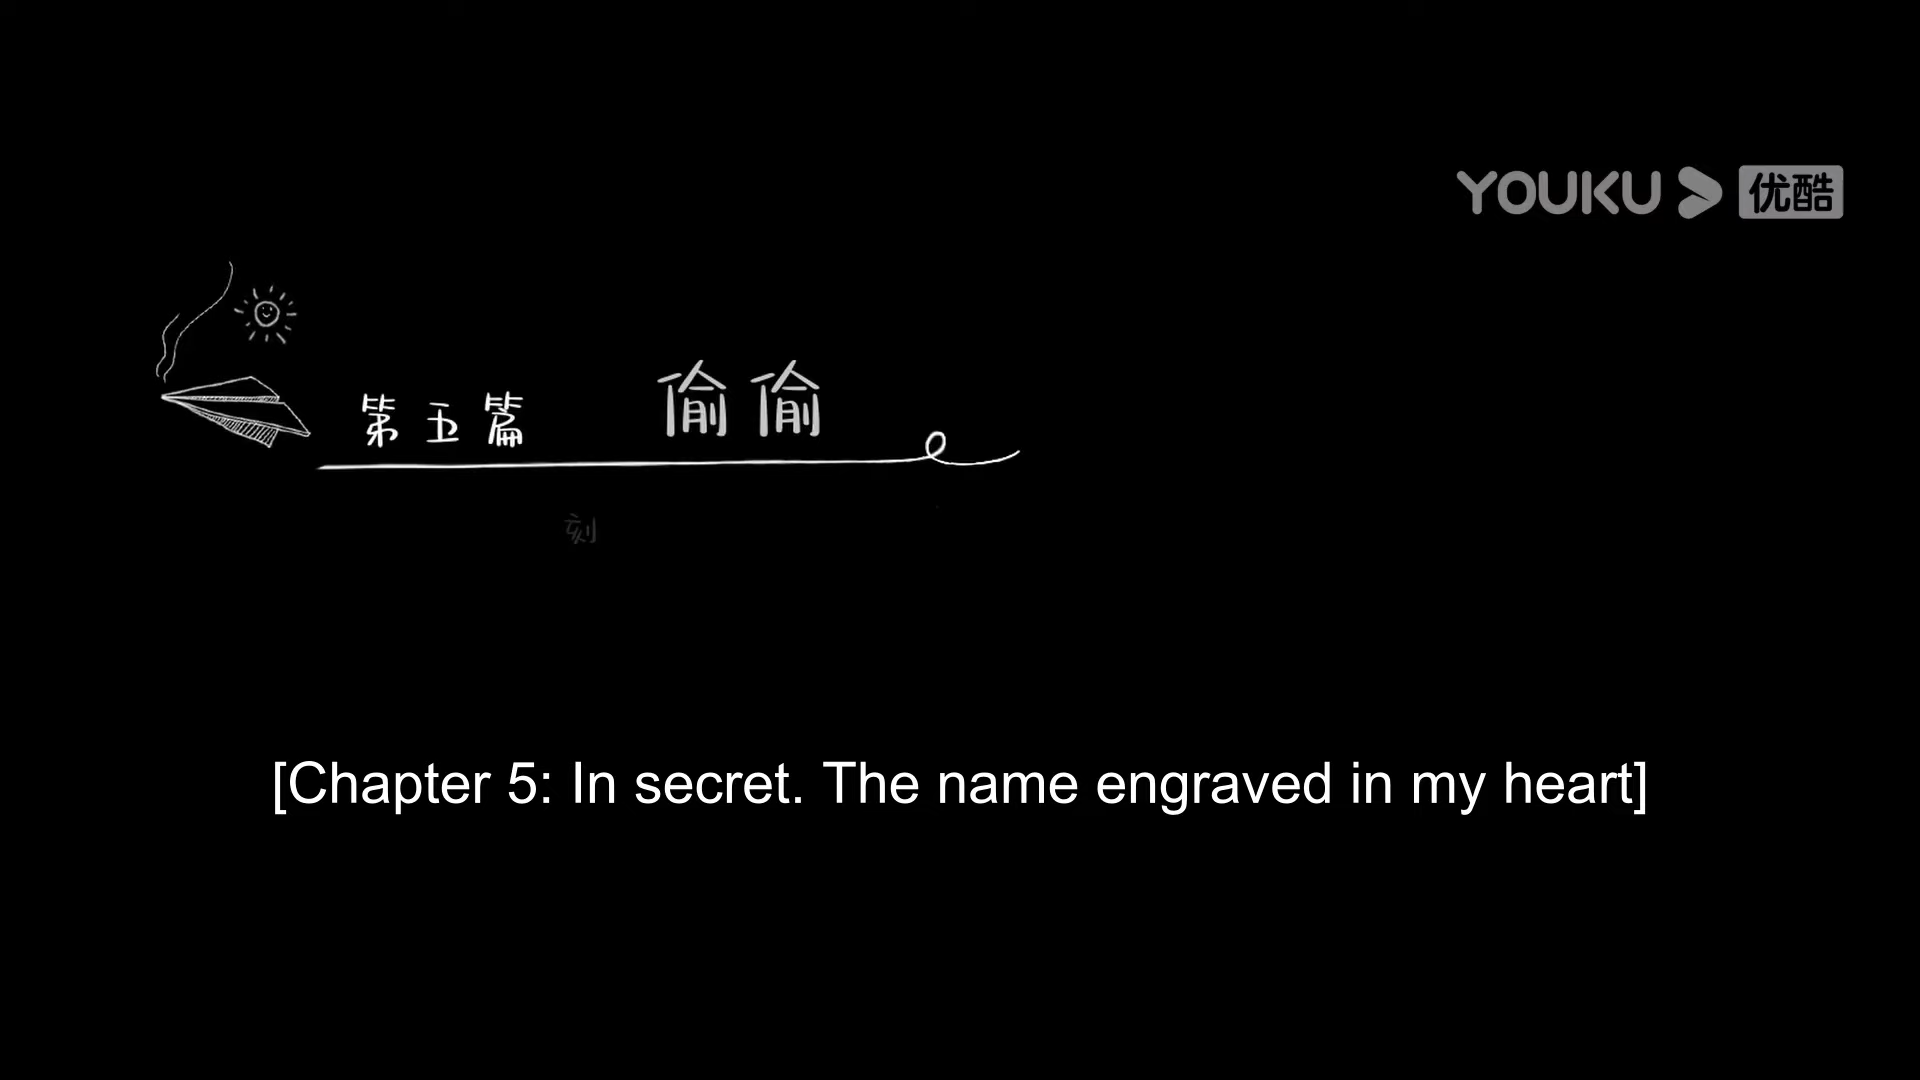 YOUKU 优酷
第五篇 偷偷
刻
[Chapter 5: In secret. The name engraved in my heart]